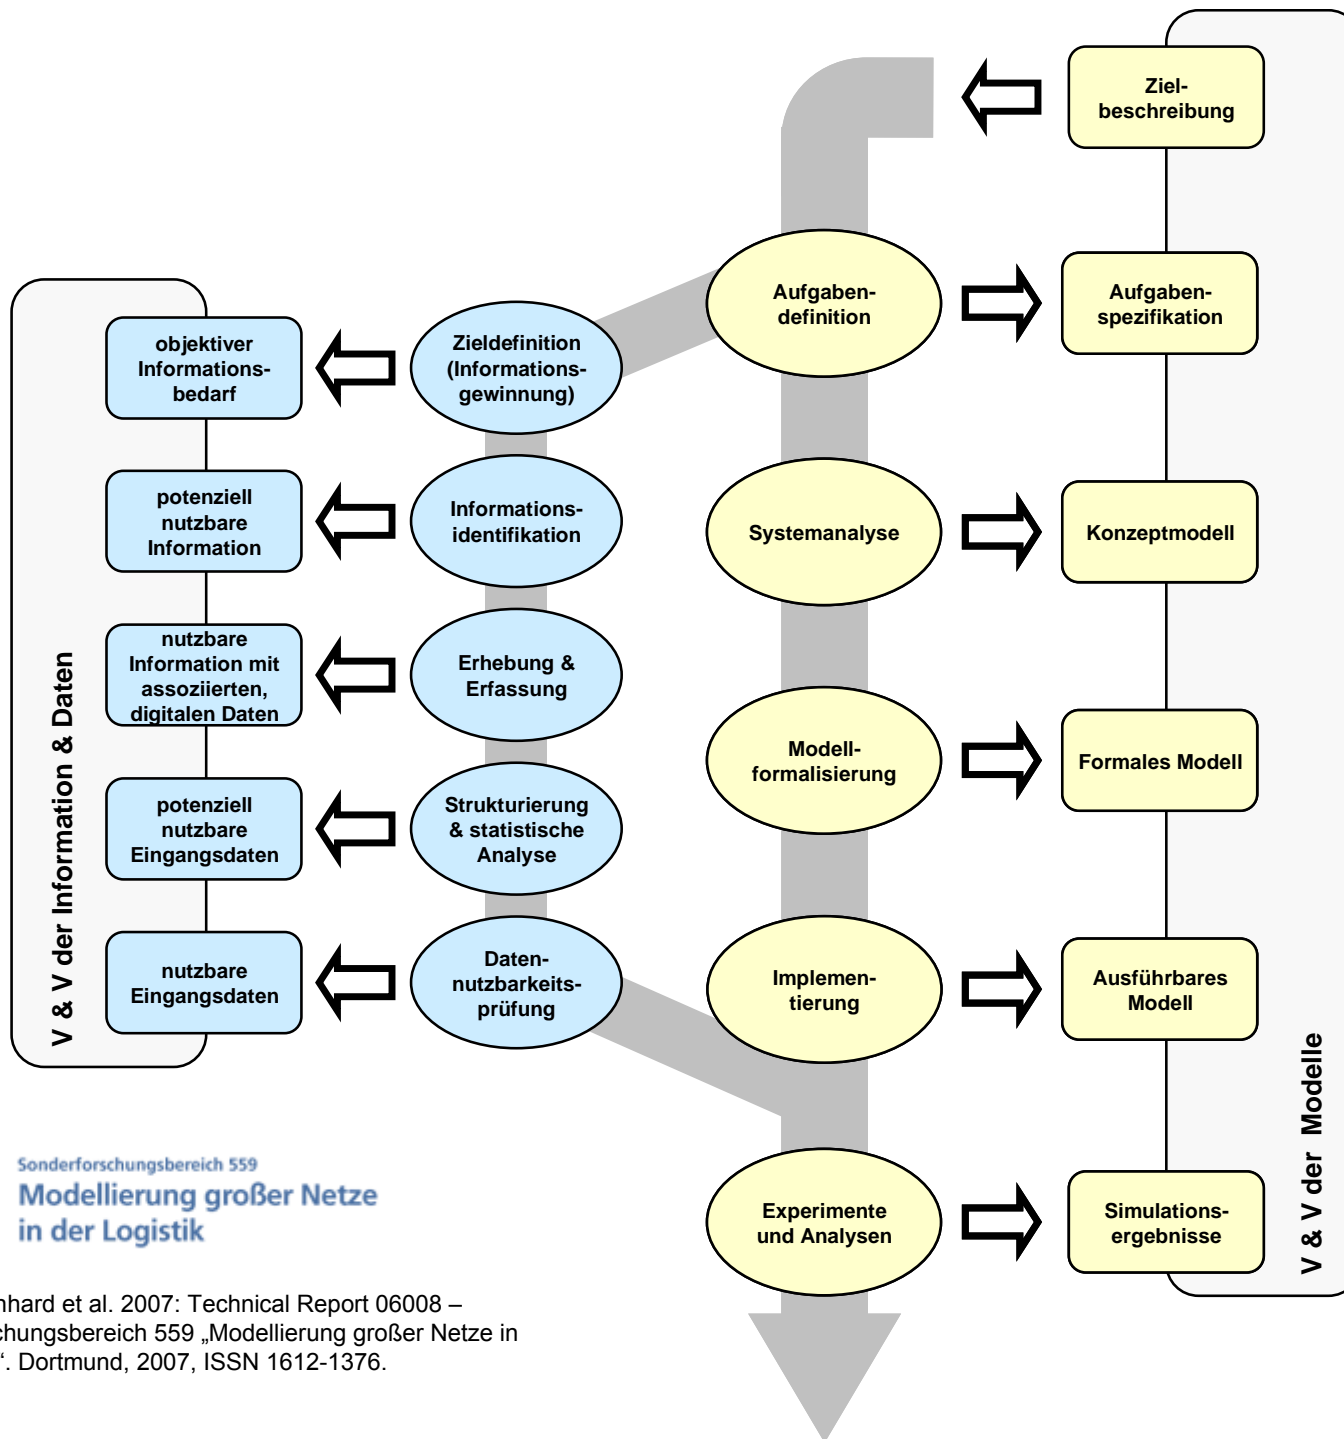 Ziel-
beschreibung
Aufgaben-
definition
Aufgaben-
spezifikation
objektiver
Informations-
bedarf
Zieldefinition
(Informations-
gewinnung)
potenziell
nutzbare
Information
Informations-
identifikation
Systemanalyse
Konzeptmodell
nutzbare
Information mit
assoziierten,
digitalen Daten
Erhebung &
Erfassung
Modell-
formalisierung
Formales Modell
potenziell
nutzbare
Eingangsdaten
Strukturierung
& statistische
Analyse
nutzbare
Eingangsdaten
Daten-
nutzbarkeits-
prüfung
Implemen-
tierung
Ausführbares
Modell
V & V der Information & Daten
V & V der Modelle
Experimente
und Analysen
Simulations-
ergebnisse
Sonderforschungsbereich 559
Modellierung großer Netze
in der Logistik
nhard et al. 2007: Technical Report 06008 –
chungsbereich 559 „Modellierung großer Netze in
“. Dortmund, 2007, ISSN 1612-1376.